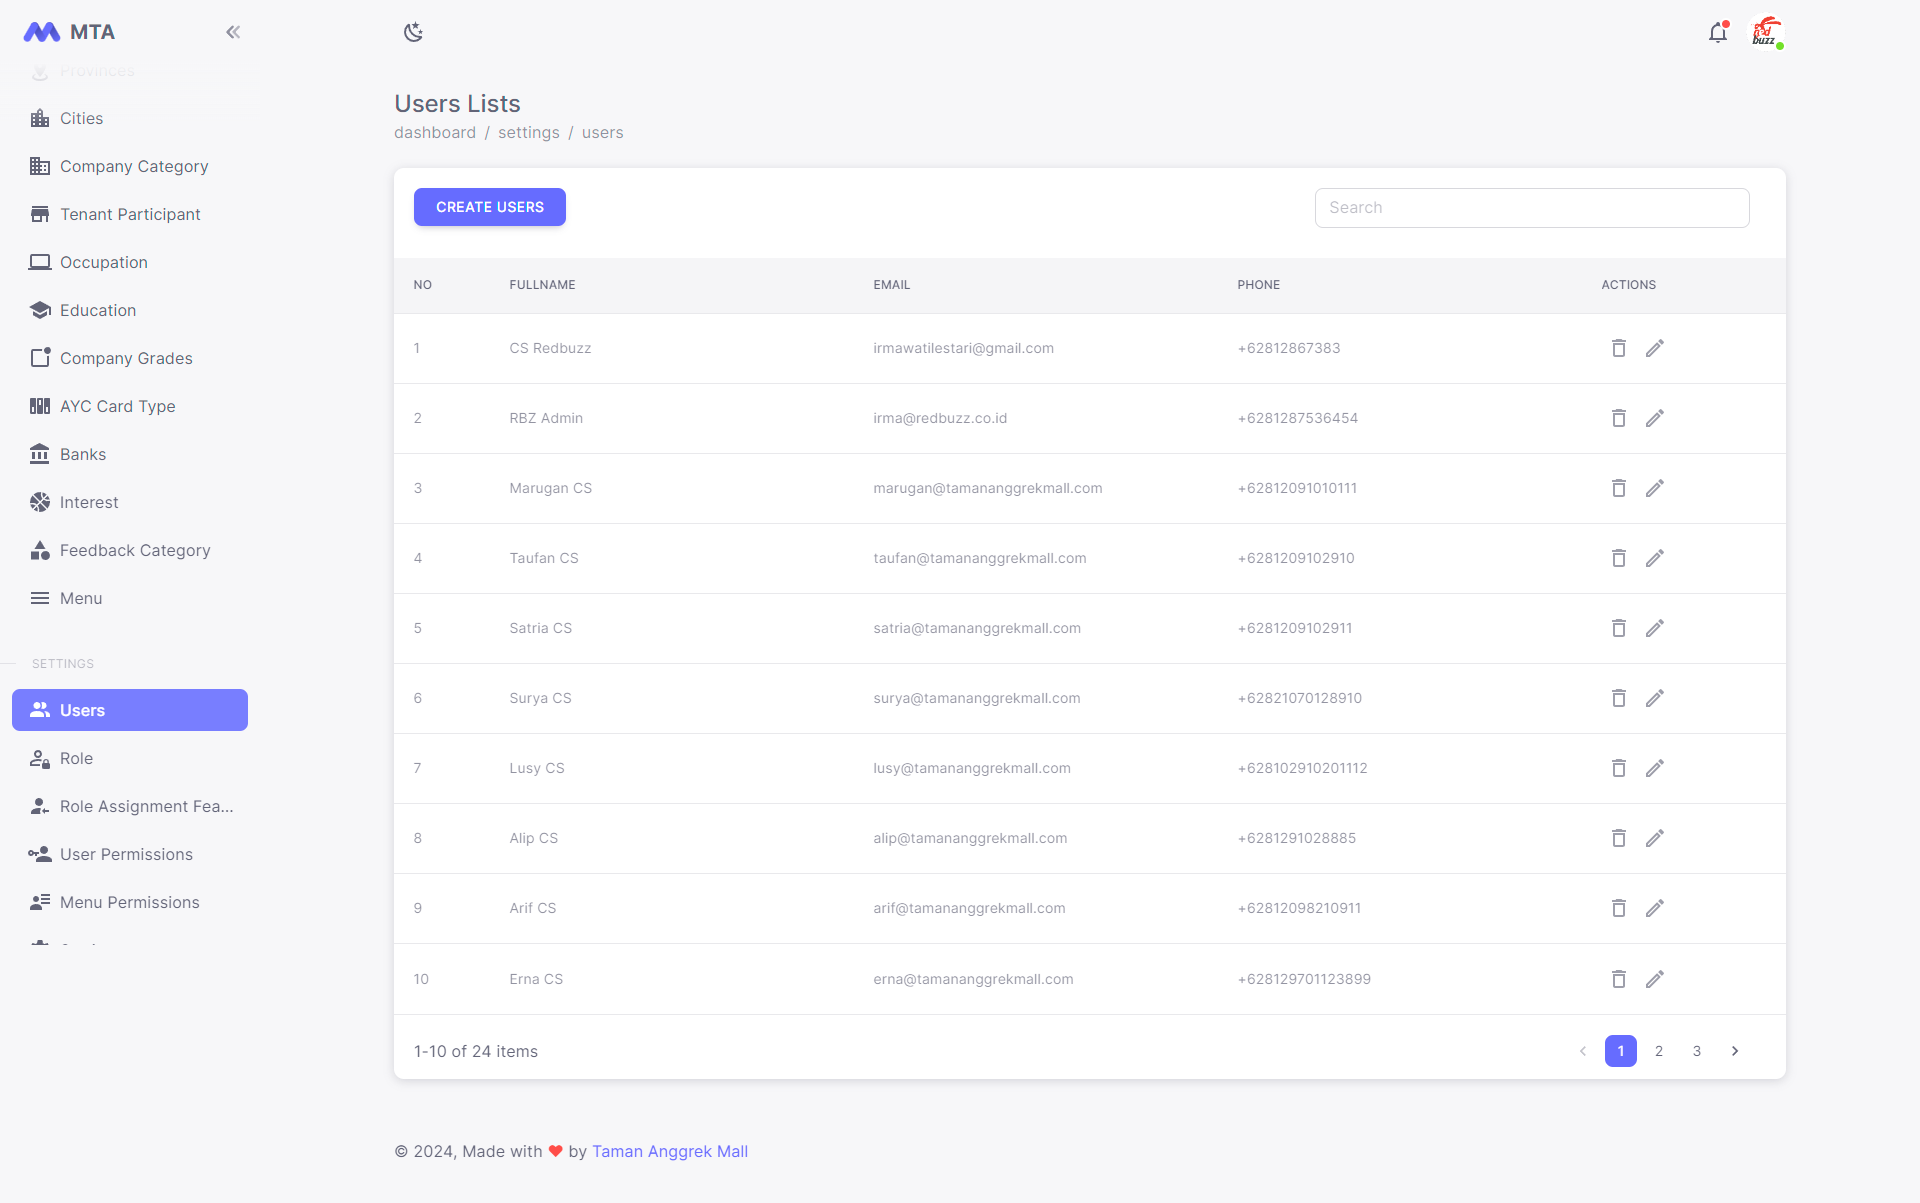 MTA
Provinces
Cities
Company Category
Tenant Participant
Occupation
Education
Company Grades
AYC Card Type
Banks
Interest
Feedback Category
Menu
SETTINGS
Users
Role
Role Assignment Fea...
User Permissions
Menu Permissions
red
buzz
Users Lists
dashboard / settings / users
CREATE USERS
Search
NO FULLNAME EMAIL PHONE ACTIONS
1 CS Redbuzz irmawatilestari@gmail.com +62812867383
2 RBZ Admin irma@redbuzz.co.id +6281287536454
3 Marugan CS marugan@tamananggrekmall.com +62812091010111
4 Taufan CS taufan@tamananggrekmall.com +6281209102910
5 Satria CS satria@tamananggrekmall.com +6281209102911
6 Surya CS surya@tamananggrekmall.com +62821070128910
7 Lusy CS lusy@tamananggrekmall.com +628102910201112
8 Alip CS alip@tamananggrekmall.com +6281291028885
9 Arif CS arif@tamananggrekmall.com +62812098210911
10 Erna CS erna@tamananggrekmall.com +628129701123899
1-10 of 24 items
1 2 3
© 2024, Made with ❤ by Taman Anggrek Mall